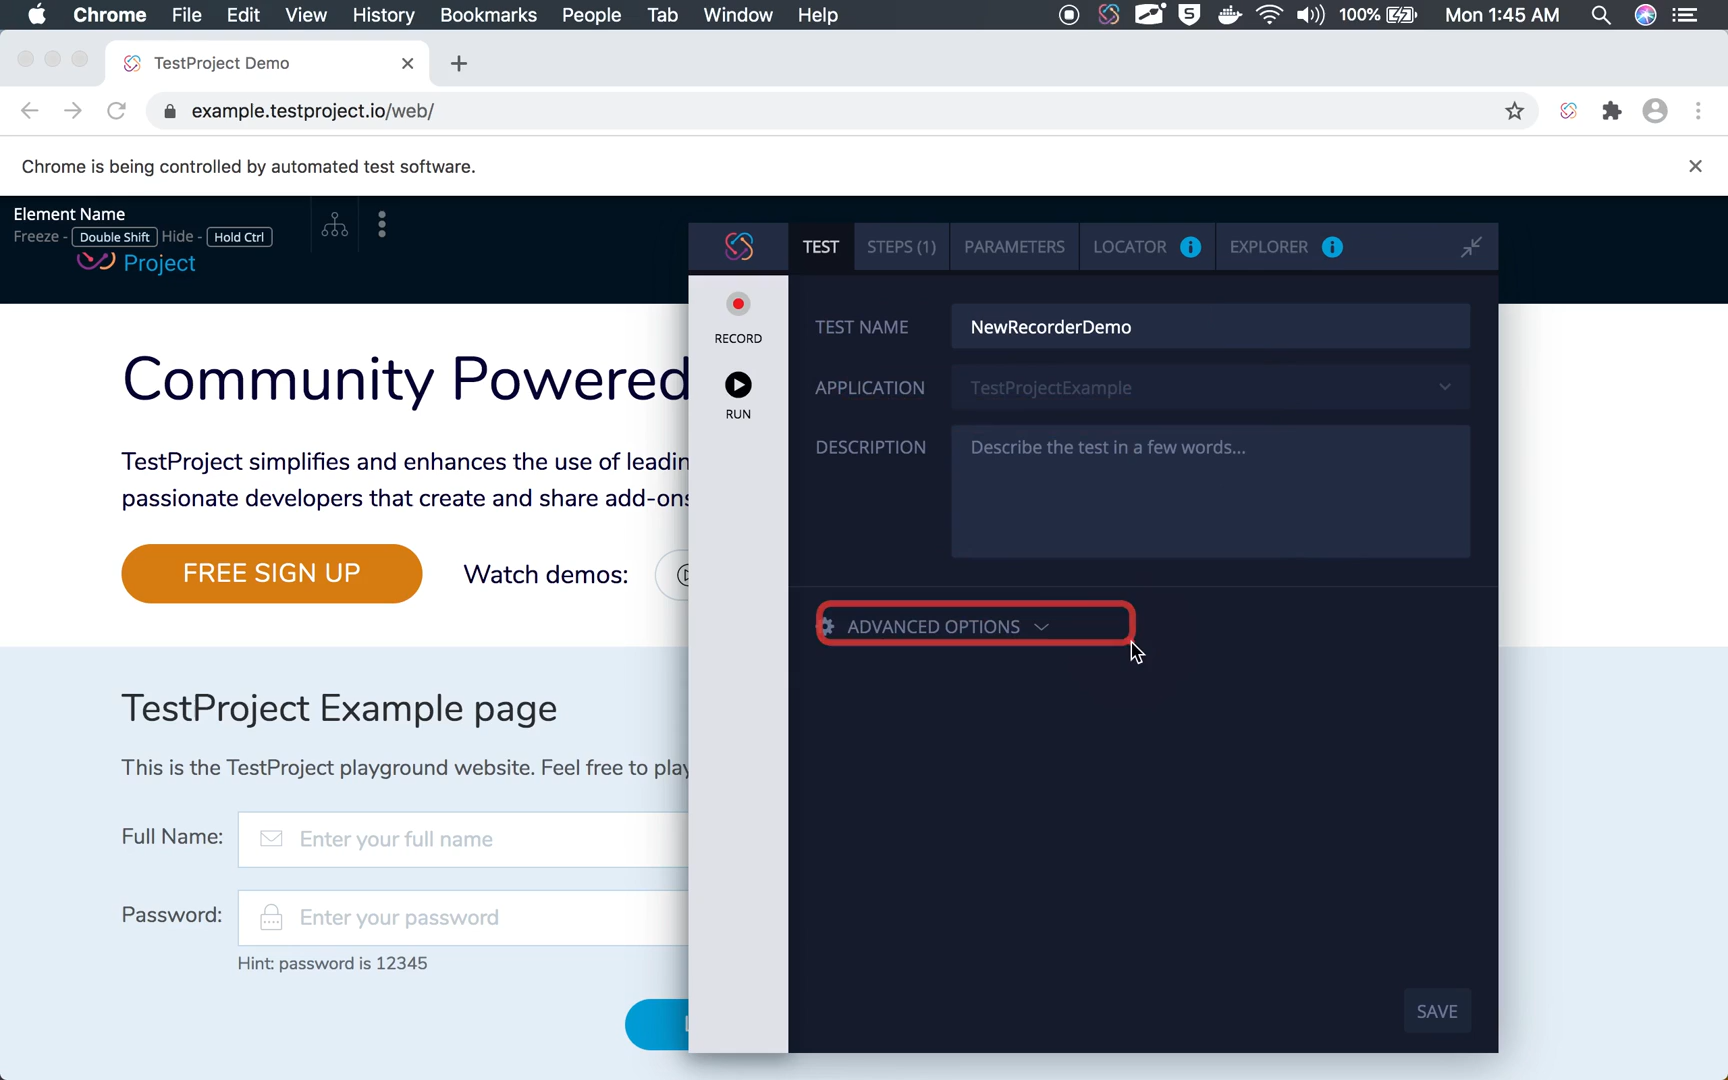 Chrome File Edit View History Bookmarks People Tab Window Help 100% Mon 1:45 AM
TestProject Demo
example.testproject.io/web/
Chrome is being controlled by automated test software.
Element Name
Freeze - Double Shift Hide - Hold Ctrl
Project
TEST STEPS (1) PARAMETERS LOCATOR EXPLORER
RECORD
RUN
TEST NAME NewRecorderDemo
APPLICATION TestProjectExample
DESCRIPTION Describe the test in a few words...
ADVANCED OPTIONS
SAVE
Community Powered
TestProject simplifies and enhances the use of leadin
passionate developers that create and share add-ons
FREE SIGN UP Watch demos:
TestProject Example page
This is the TestProject playground website. Feel free to play
Full Name: Enter your full name
Password: Enter your password
Hint: password is 12345